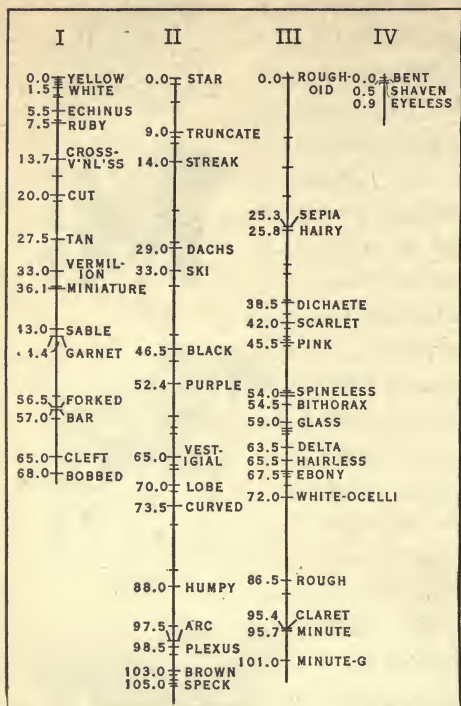 I
II
III
IV
0.0 YELLOW
1.5 WHITE
5.5 ECHINUS
7.5 RUBY
13.7 CROSS-
V'NL'SS
20.0 CUT
27.5 TAN
33.0 VERMIL-
ION
36.1 MINIATURE
43.0 SABLE
GARNET
56.5 FORKED
57.0 BAR
65.0 CLEFT
68.0 BOBBED
0.0 STAR
9.0 TRUNCATE
14.0 STREAK
29.0 DACHS
33.0 SKI
46.5 BLACK
52.4 PURPLE
65.0 VEST-
IGIAL
70.0 LOBE
73.5 CURVED
88.0 HUMPY
97.5 ARC
98.5 PLEXUS
103.0 BROWN
105.0 SPECK
0.0 ROUGH-
OID
25.3 SEPIA
25.8 HAIRY
38.5 DICHAETE
42.0 SCARLET
45.5 PINK
54.0 SPINELESS
54.5 BITHORAX
59.0 GLASS
63.5 DELTA
65.5 HAIRLESS
67.5 EBONY
72.0 WHITE-OCELLI
86.5 ROUGH
95.4 CLARET
95.7 MINUTE
101.0 MINUTE-G
0.0 BENT
0.5 SHAVEN
0.9 EYELESS